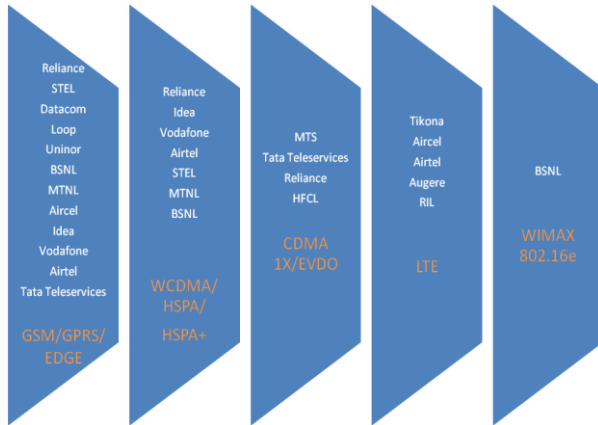 Reliance
STEL
Datacom
Loop
Uninor
BSNL
MTNL
Aircel
Idea
Vodafone
Airtel
Tata Teleservices
GSM/GPRS/
EDGE
Reliance
Idea
Vodafone
Airtel
STEL
MTNL
BSNL
WCDMA/
HSPA/
HSPA+
MTS
Tata Teleservices
Reliance
HFCL
CDMA
1X/EVDO
Tikona
Aircel
Airtel
Augere
RIL
LTE
BSNL
WIMAX
802.16e